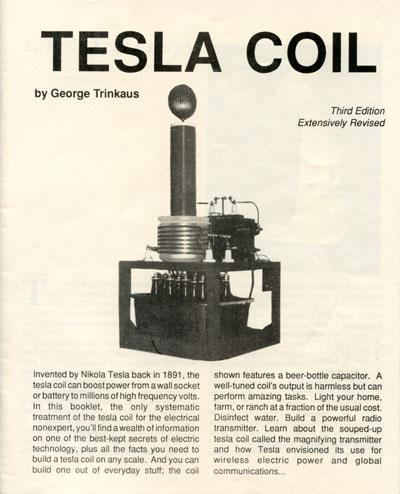 TESLA COIL
by George Trinkaus
Third Edition
Extensively Revised
Invented by Nikola Tesla back in 1891, the
tesla coil can boost power from a wall socket
or battery to millions of high frequency volts.
In this booklet, the only systematic
treatment of the tesla coil for the electrical
nonexpert, you'll find a wealth of information
on one of the best-kept secrets of electric
technology, plus all the facts you need to
build a tesla coil on any scale. And you can
build one out of everyday stuff; the coil
shown features a beer-bottle capacitor. A
well-tuned coil's output is harmless but can
perform amazing tasks. Light your home,
farm, or ranch at a fraction of the usual cost.
Disinfect water. Build a powerful radio
transmitter. Learn about the souped-up
tesla coil called the magnifying transmitter
and how Tesla envisioned its use for
wireless electric power and global
communications...